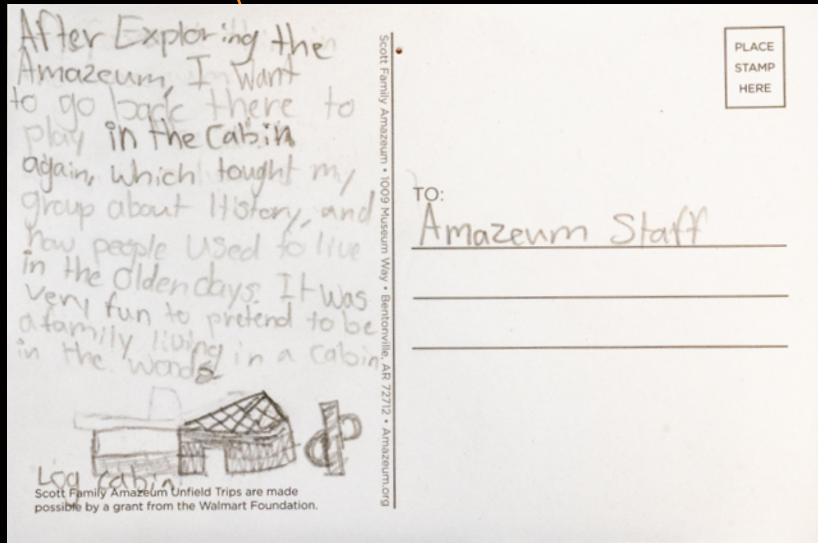 After Exploring the
Amazeum, I want
to go back there to
play in the cabin
again, which tought my
group about History, and
how people used to live
in the olden days. It was
very fun to pretend to be
a family living in a cabin
in the woods
Log cabin
Scott Family Amazeum Unfield Trips are made
possible by a grant from the Walmart Foundation.
Scott Family Amazeum • 1009 Museum Way • Bentonville, AR 72712 • Amazeum.org
PLACE
STAMP
HERE
TO:
Amazeum Staff